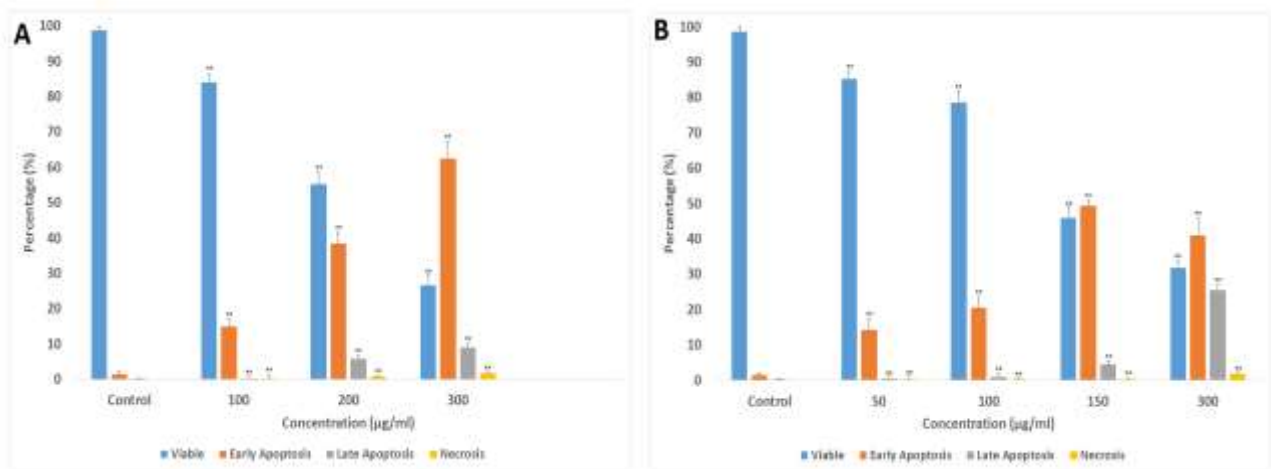 A
100
90
80
70
60
50
40
30
20
10
0
Percentage (%)
Control 100 200 300
Concentration (µg/ml)
Viable Early Apoptosis Late Apoptosis Necrosis
B
100
90
80
70
60
50
40
30
20
10
0
Percentage (%)
Control 50 100 150 300
Concentration (µg/ml)
Viable Early Apoptosis Late Apoptosis Necrosis